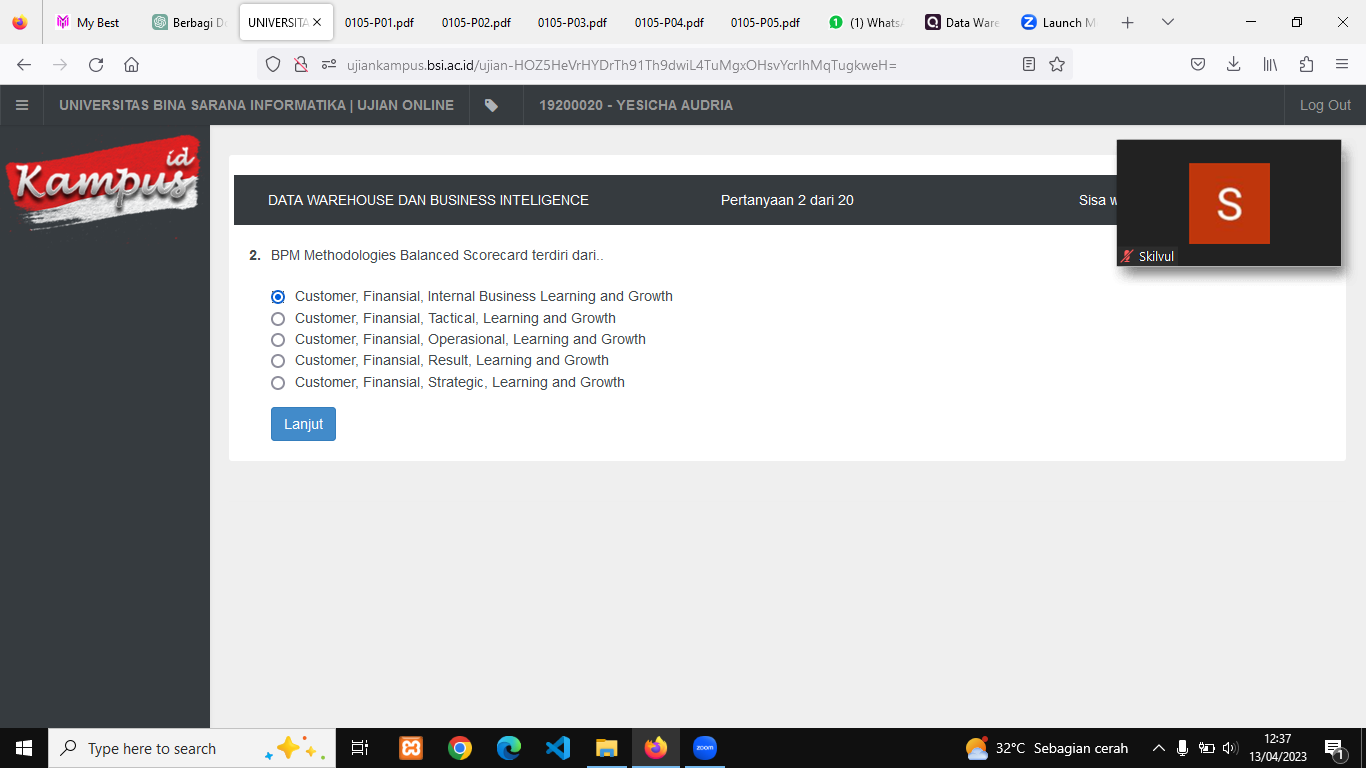 My Best
Berbagi D
UNIVERSITA
0105-P01.pdf
0105-P02.pdf
0105-P03.pdf
0105-P04.pdf
0105-P05.pdf
(1) Whats
Data Ware
Launch M
ujiankampus.bsi.ac.id/ujian-HOZ5HeVrHYDrTh91Th9dwiL4TuMgxOHsvYcrIhMqTugkweH=
UNIVERSITAS BINA SARANA INFORMATIKA | UJIAN ONLINE
19200020 - YESICHA AUDRIA
Log Out
Kampus id
DATA WAREHOUSE DAN BUSINESS INTELIGENCE
Pertanyaan 2 dari 20
Sisa w
S
Skilvul
2. BPM Methodologies Balanced Scorecard terdiri dari..
Customer, Finansial, Internal Business Learning and Growth
Customer, Finansial, Tactical, Learning and Growth
Customer, Finansial, Operasional, Learning and Growth
Customer, Finansial, Result, Learning and Growth
Customer, Finansial, Strategic, Learning and Growth
Lanjut
Type here to search
zoom
32°C Sebagian cerah
12:37
13/04/2023
1